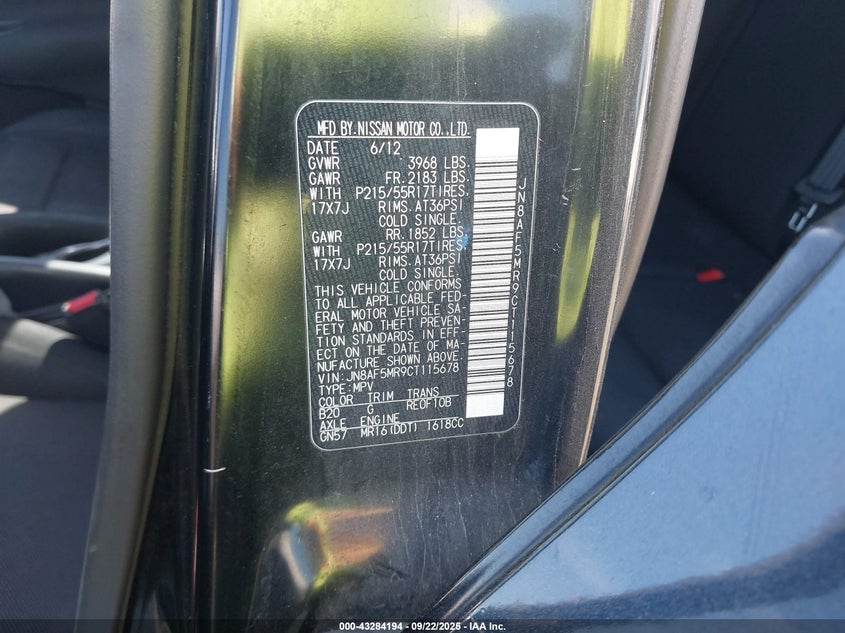 MFD BY.NISSAN MOTOR CO.,LTD.
DATE 6/12
GVWR 3968 LBS.
GAWR FR.2183 LBS.
WITH P215/55R17TIRES.
17X7J RIMS.AT36PSI
COLD SINGLE.
GAWR RR.1852 LBS.
WITH P215/55R17TIRES
17X7J RIMS.AT36PSI
COLD SINGLE.
THIS VEHICLE CONFORMS
TO ALL APPLICABLE FED-
ERAL MOTOR VEHICLE SA-
FETY AND THEFT PREVEN-
TION STANDARDS IN EFF-
ECT ON THE DATE OF MA-
NUFACTURE SHOWN ABOVE.
VIN:JN8AF5MR9CT115678
TYPE:MPV
COLOR TRIM TRANS
B20 G RE0FT0B
AXLE ENGINE
GN57 MR16(DDT) 1618CC
JN8AF5MR9CT115678
000-43284194 - 09/22/2025 - IAA Inc.